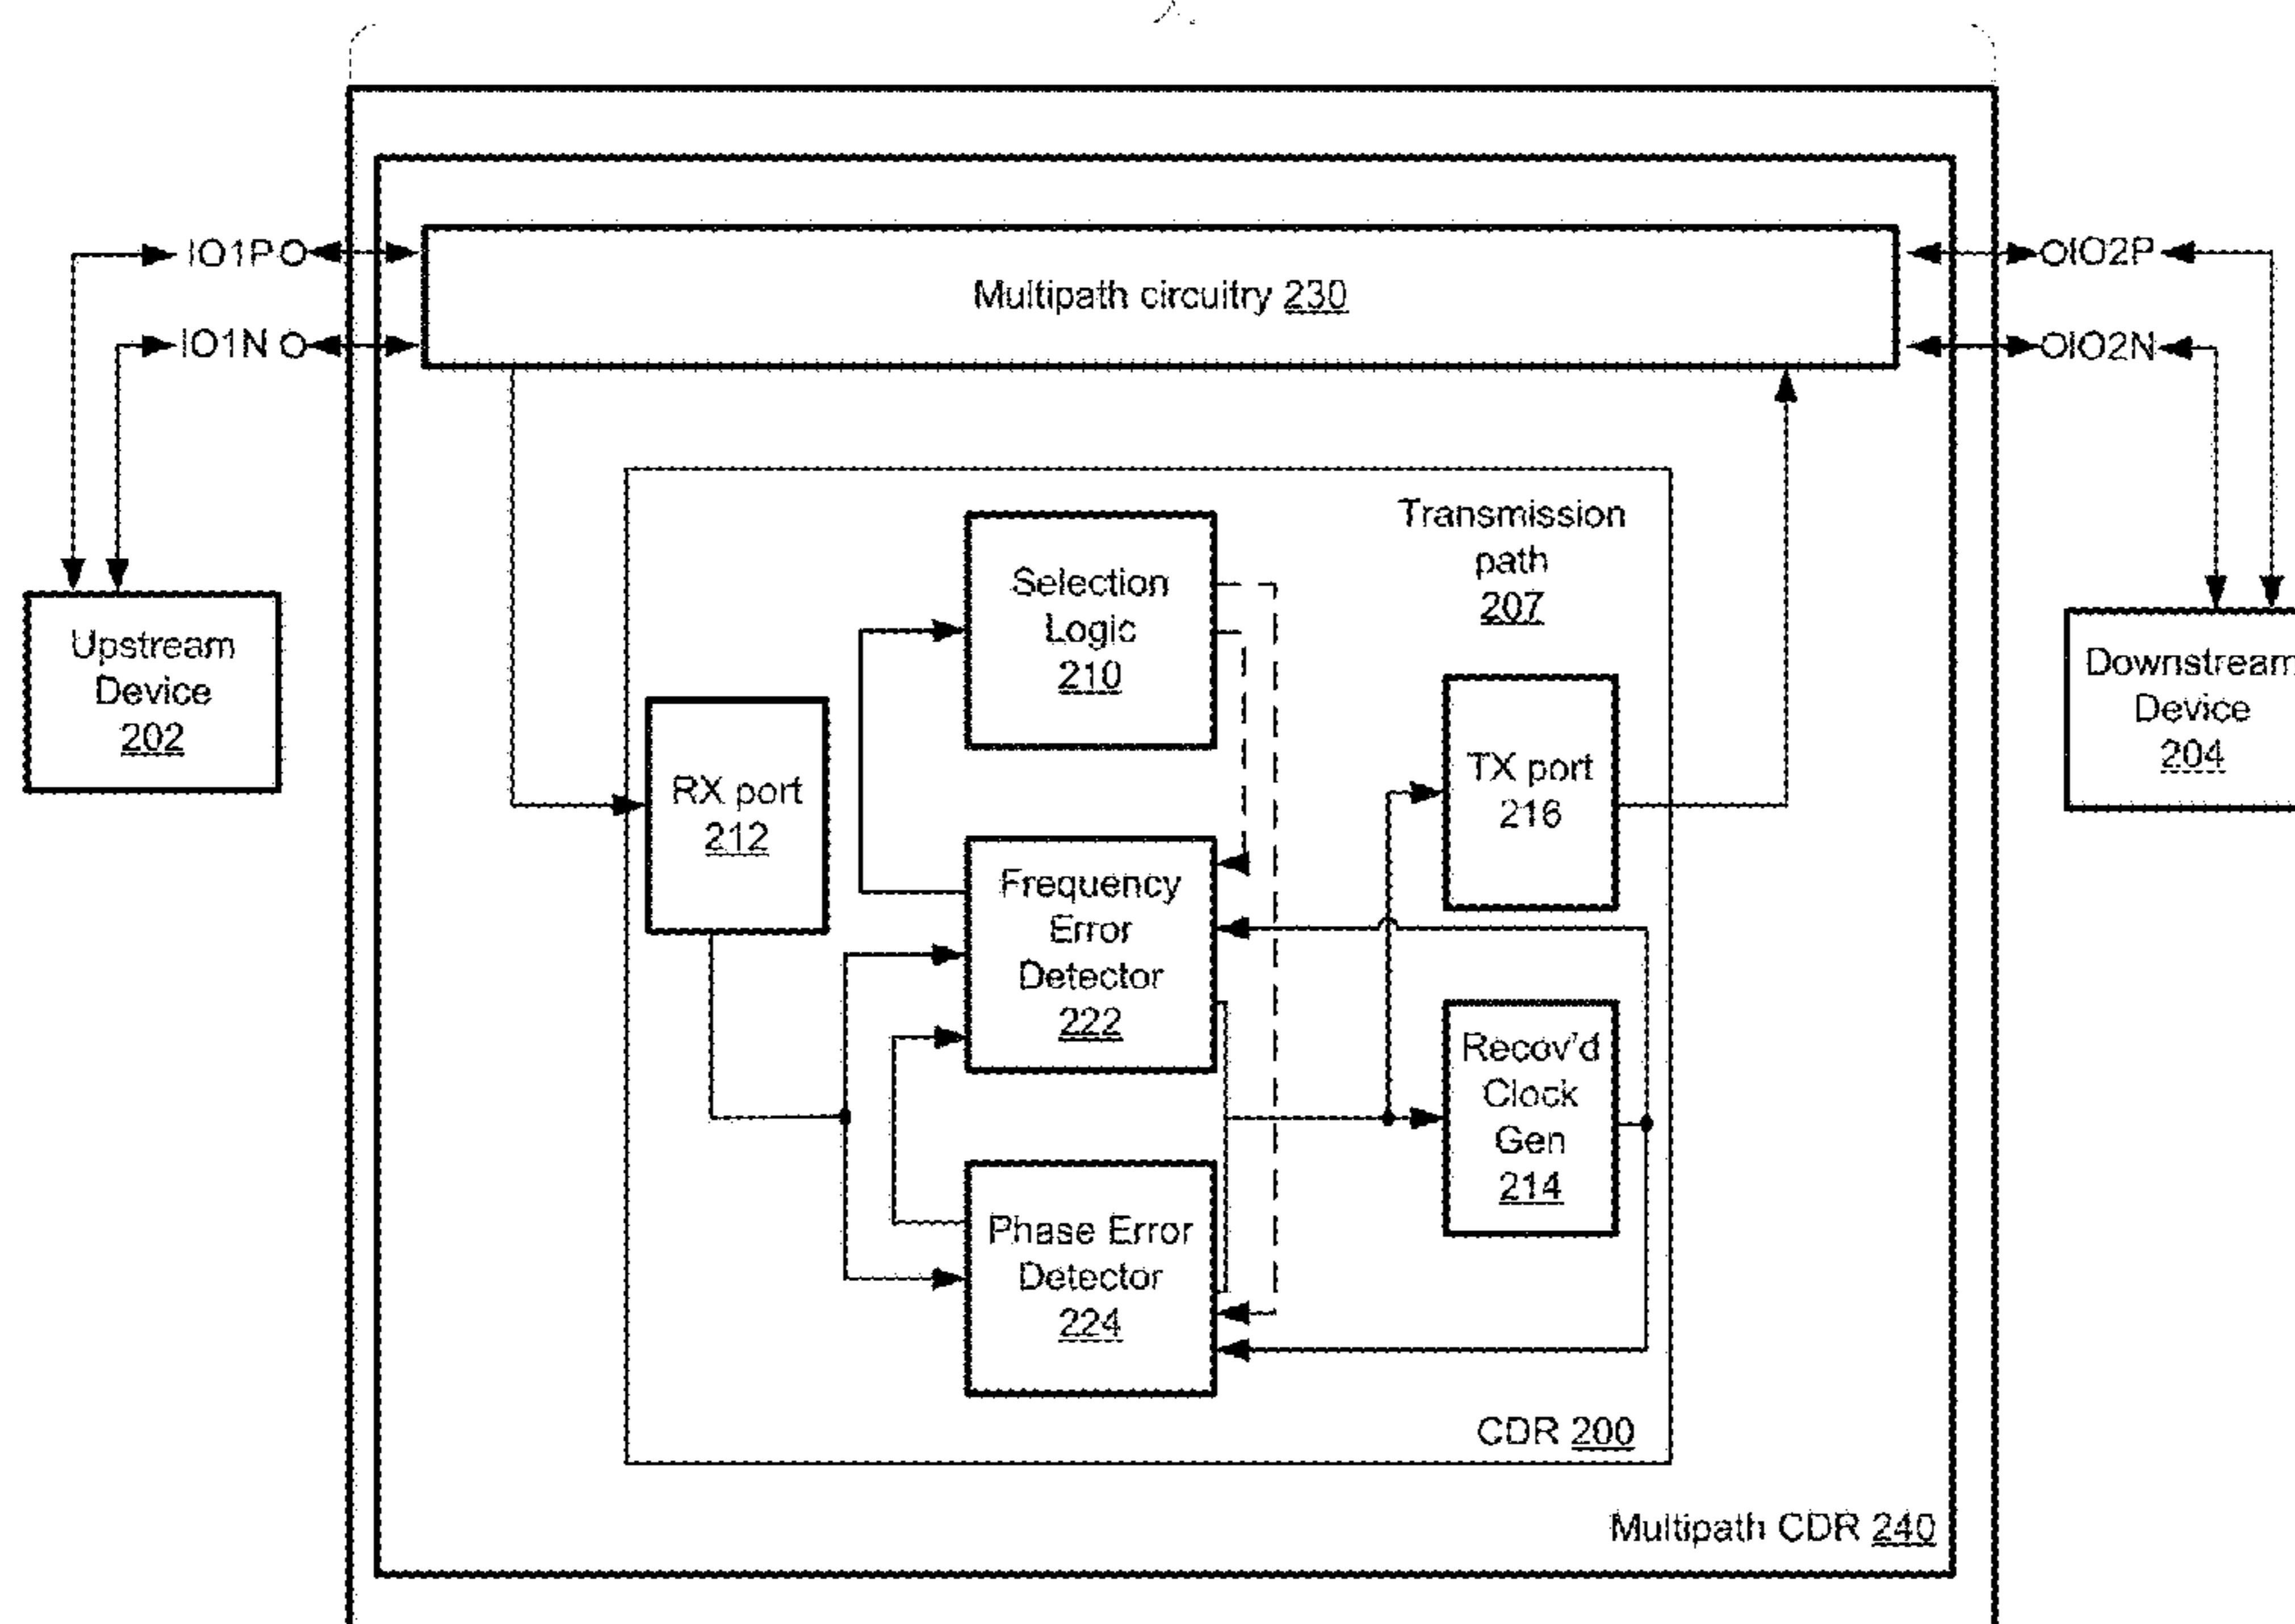 IO1P
IO1N
Multipath circuitry 230
IO2P
IO2N
Upstream
Device
202
Transmission
path
207
Selection
Logic
210
RX port
212
TX port
216
Downstream
Device
204
Frequency
Error
Detector
222
Recov'd
Clock
Gen
214
Phase Error
Detector
224
CDR 200
Multipath CDR 240